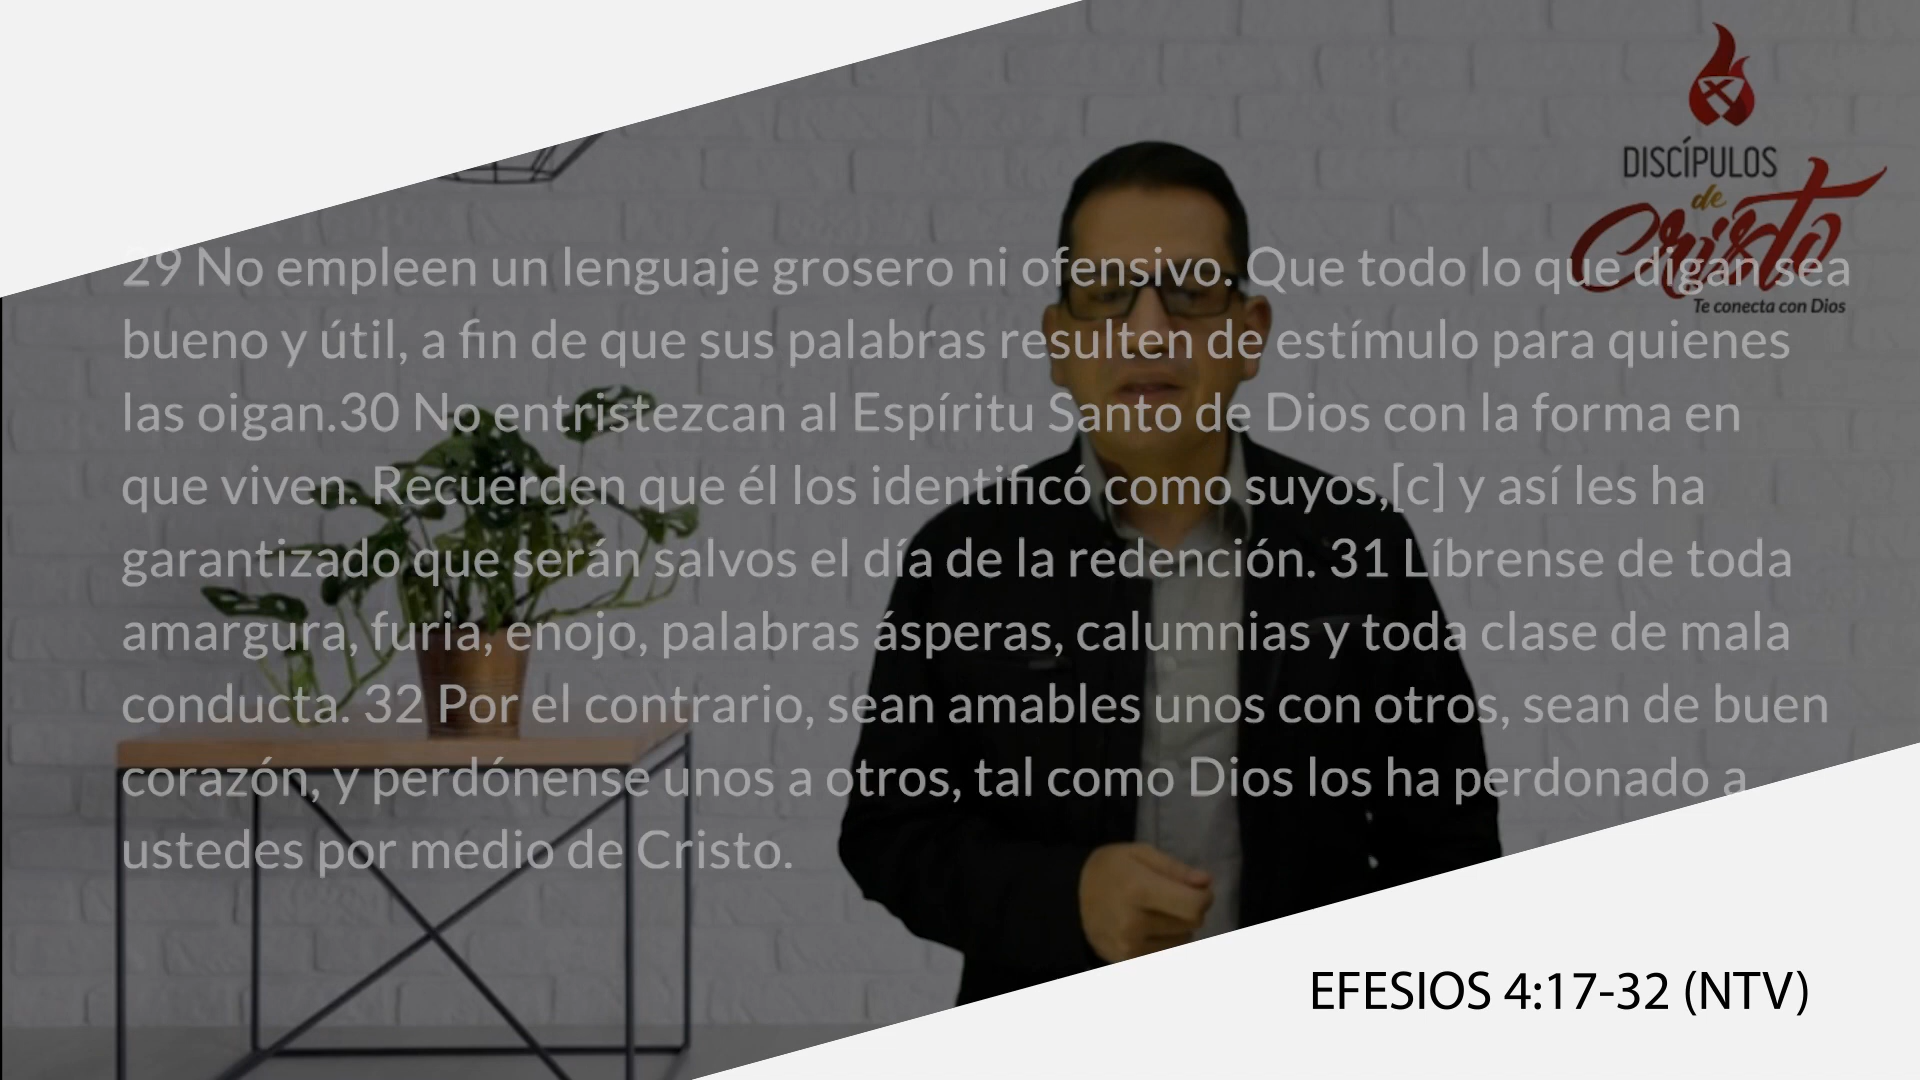 DISCÍPULOS
de
Cristo
Te conecta con Dios
29 No empleen un lenguaje grosero ni ofensivo. Que todo lo que digan sea
bueno y útil, a fin de que sus palabras resulten de estímulo para quienes
las oigan.30 No entristezcan al Espíritu Santo de Dios con la forma en
que viven. Recuerden que él los identificó como suyos,[c] y así les ha
garantizado que serán salvos el día de la redención. 31 Líbrense de toda
amargura, furia, enojo, palabras ásperas, calumnias y toda clase de mala
conducta. 32 Por el contrario, sean amables unos con otros, sean de buen
corazón, y perdónense unos a otros, tal como Dios los ha perdonado a
ustedes por medio de Cristo.
EFESIOS 4:17-32 (NTV)